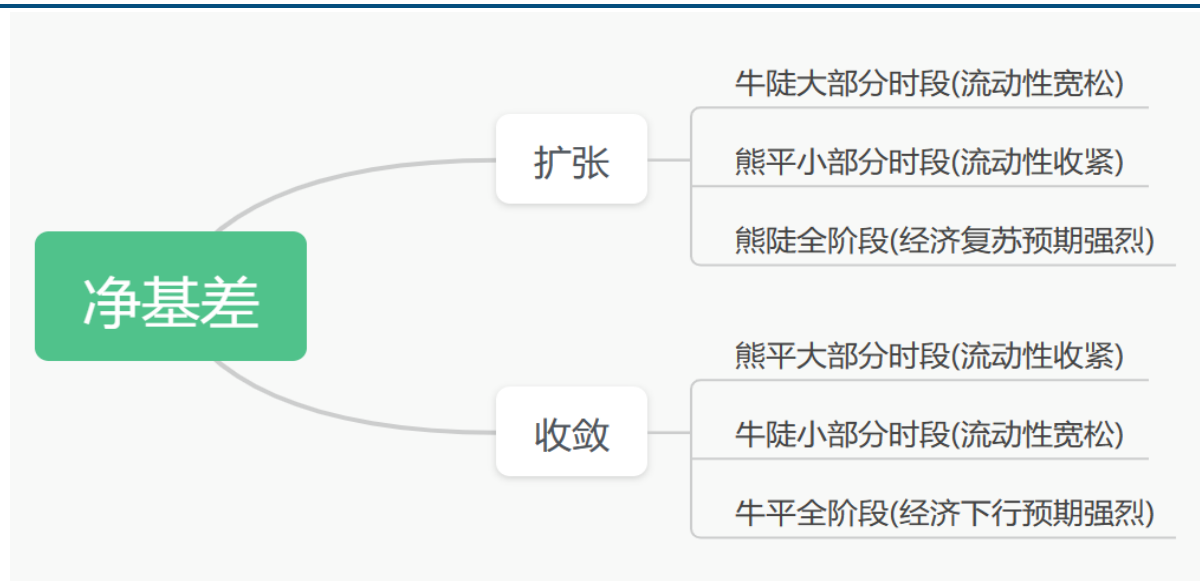 净基差
扩张
牛陡大部分时段(流动性宽松)
熊平小部分时段(流动性收紧)
熊陡全阶段(经济复苏预期强烈)
收敛
熊平大部分时段(流动性收紧)
牛陡小部分时段(流动性宽松)
牛平全阶段(经济下行预期强烈)